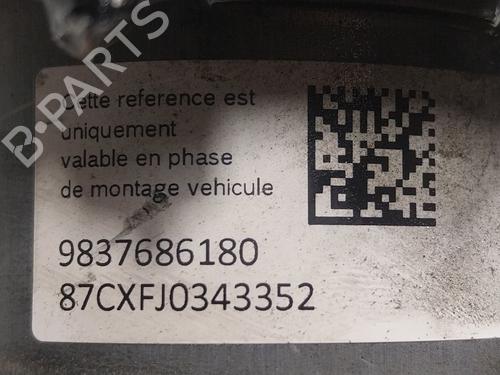 B-PARTS
Cette reference est
uniquement
valable en phase
de montage vehicule
9837686180
87CXFJ0343352